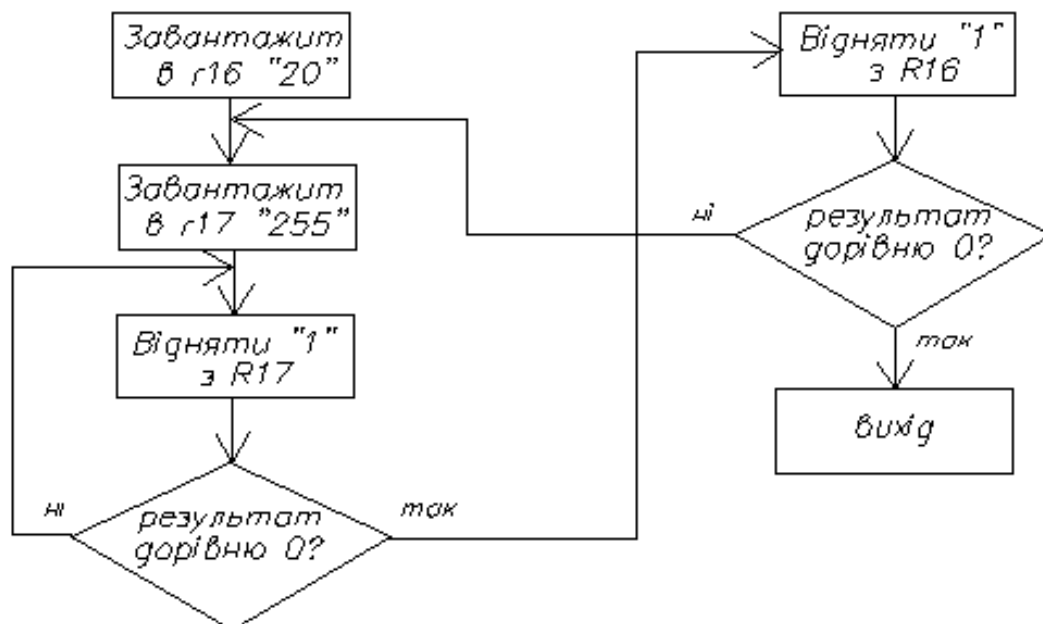 Завантажит
в r16 "20"
Завантажит
в r17 "255"
Відняти "1"
з R17
результат
дорівню 0?
ні
так
Відняти "1"
з R16
результат
дорівню 0?
ні
так
вихід